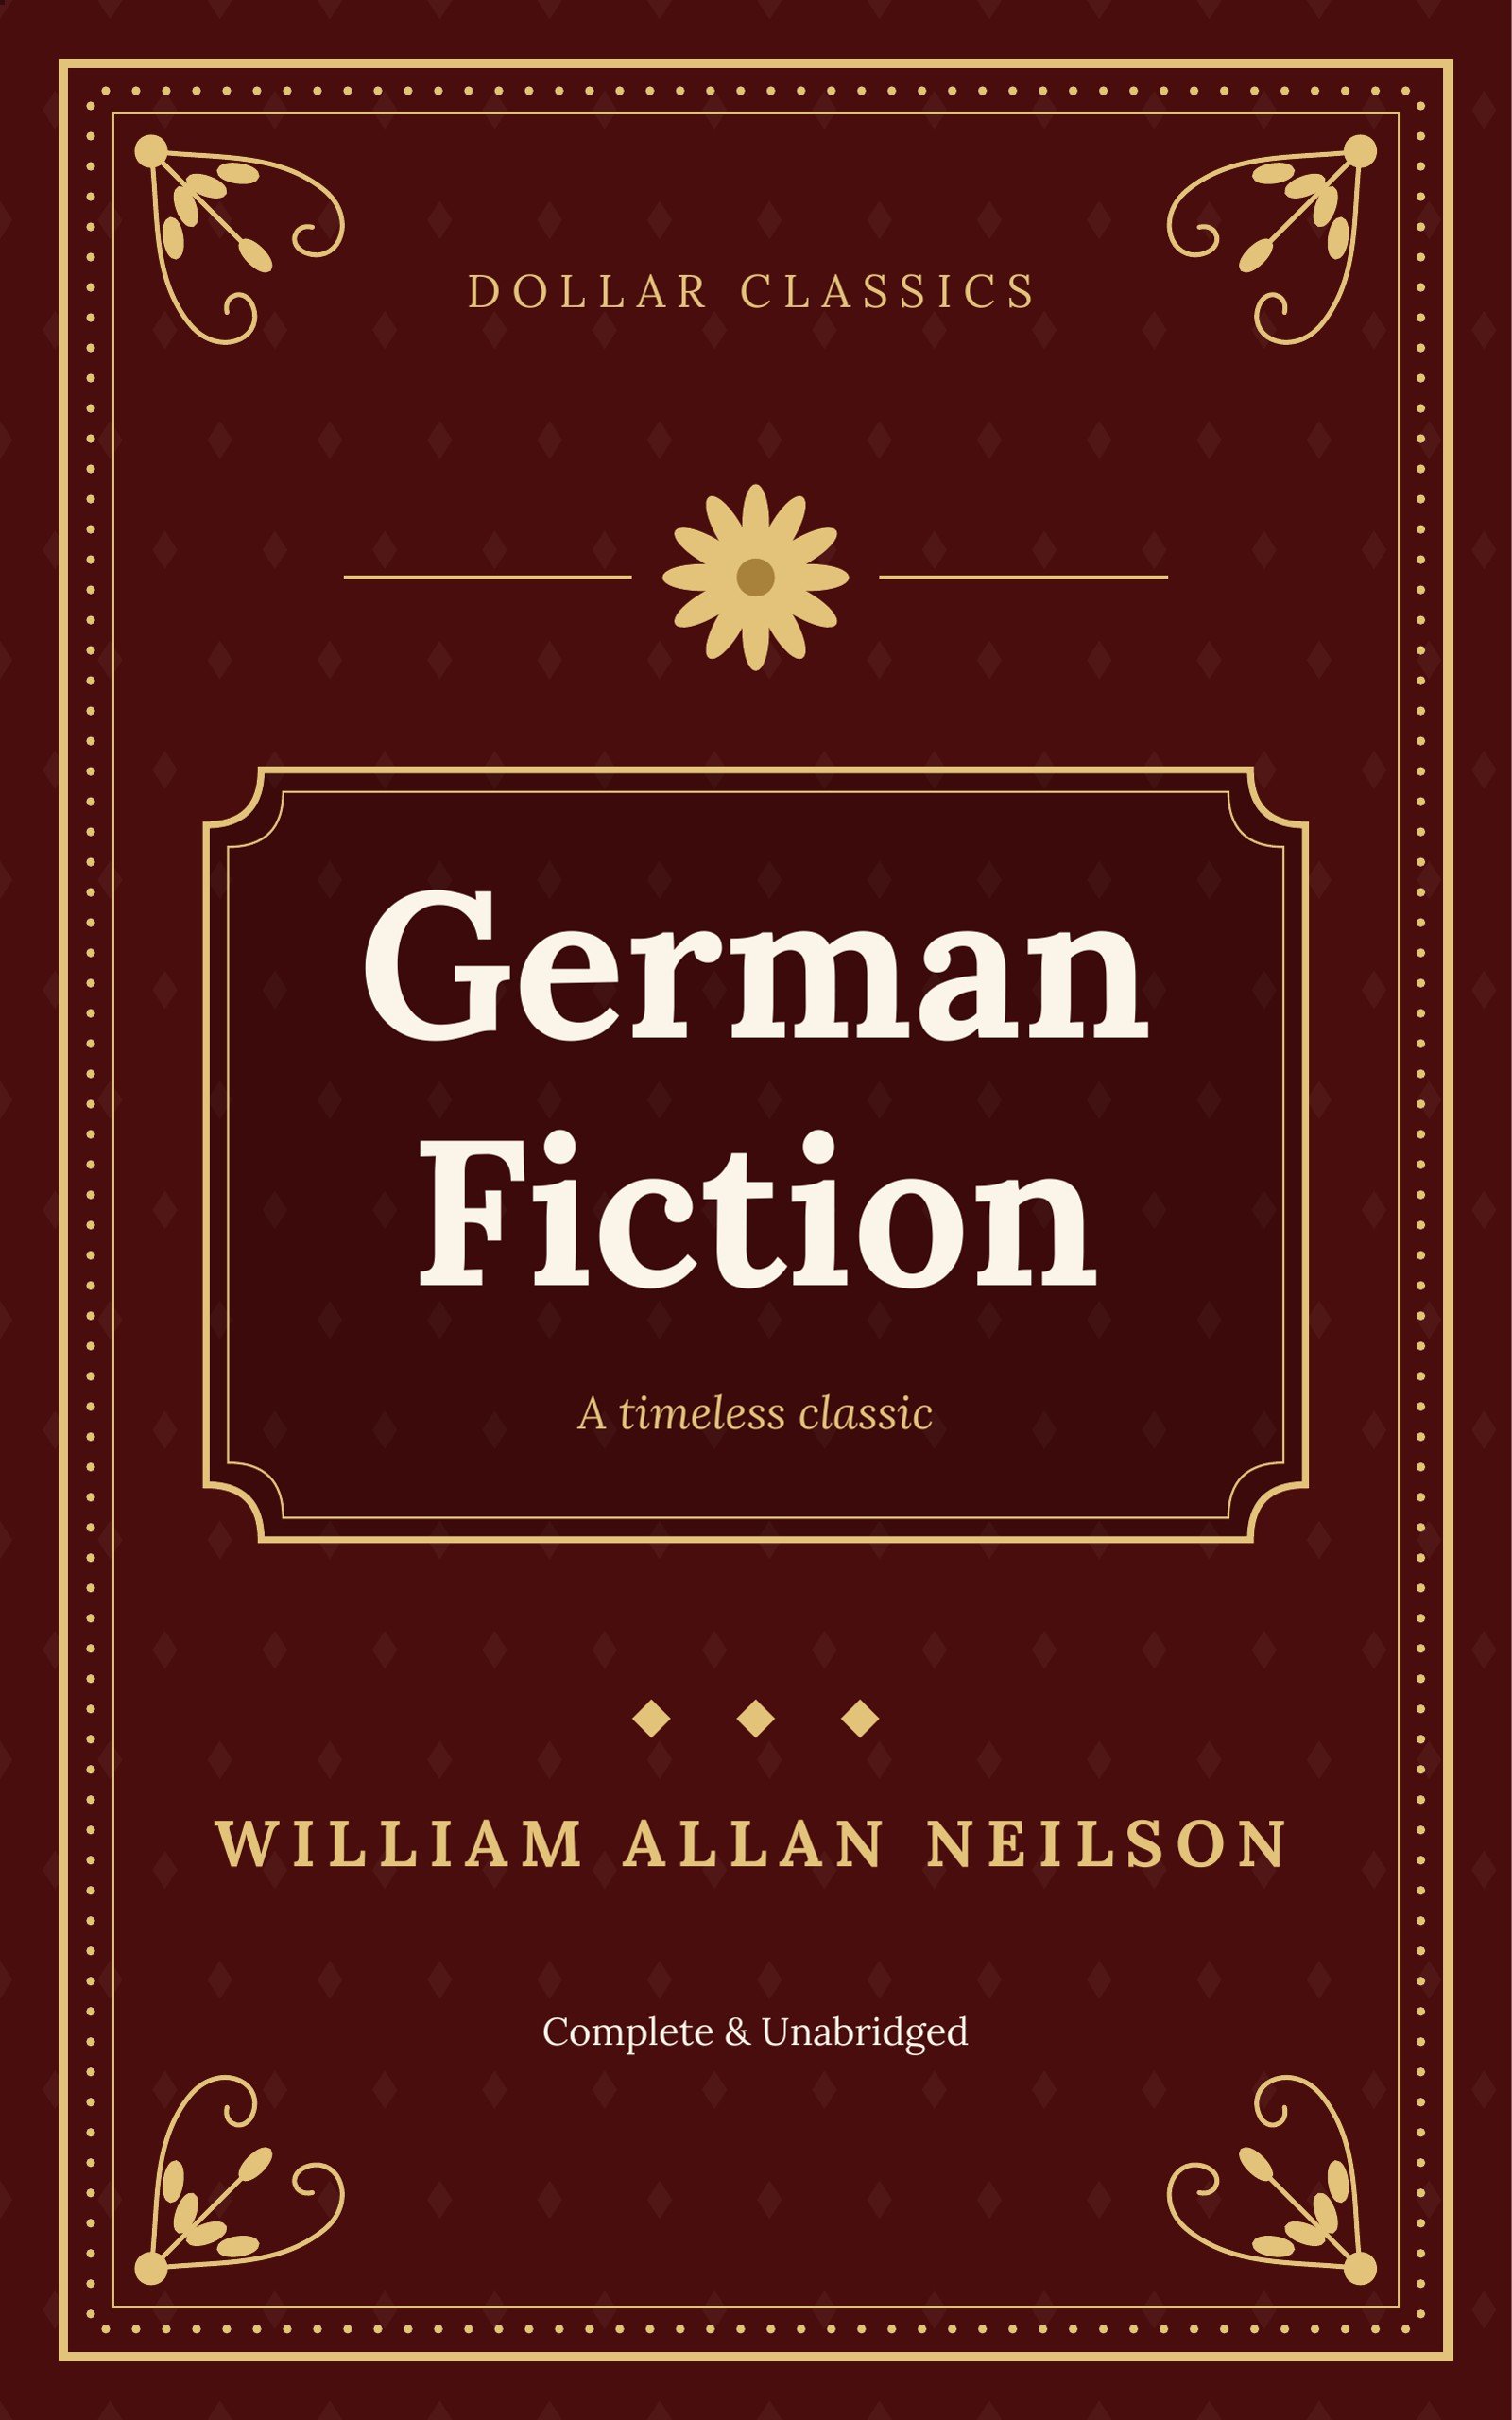 DOLLAR CLASSICS
German
Fiction
A timeless classic
WILLIAM ALLAN NEILSON
Complete & Unabridged